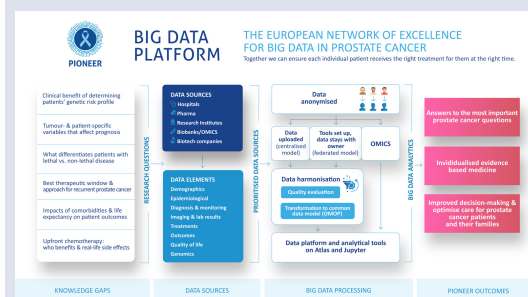 PIONEER
BIG DATA
PLATFORM
THE EUROPEAN NETWORK OF EXCELLENCE
FOR BIG DATA IN PROSTATE CANCER
Together we can ensure each individual patient receives the right treatment for them at the right time.
Clinical benefit of determining
patients' genetic risk profile
Tumour- & patient-specific
variables that affect prognosis
What differentiates patients with
lethal vs. non-lethal disease
Best therapeutic window &
approach for recurrent prostate cancer
Impacts of comorbidities & life
expectancy on patient outcomes
Upfront chemotherapy:
who benefits & real-life side effects
RESEARCH QUESTIONS
DATA SOURCES
Hospitals
Pharma
Research Institutes
Biobanks/OMICS
Biotech companies
DATA ELEMENTS
Demographics
Epidemiological
Diagnosis & monitoring
Imaging & lab results
Treatments
Outcomes
Quality of life
Genomics
PRIORITISED DATA SOURCES
Data
anonymised
Data
uploaded
(centralised
model)
Tools set up,
data stays with
owner
(federated model)
OMICS
Data harmonisation
Quality evaluation
Transformation to common
data model (OMOP)
Data platform and analytical tools
on Atlas and Jupyter
BIG DATA ANALYTICS
Answers to the most important
prostate cancer questions
Invididualised evidence
based medicine
Improved decision-making &
optimise care for prostate
cancer patients
and their families
KNOWLEDGE GAPS
DATA SOURCES
BIG DATA PROCESSING
PIONEER OUTCOMES